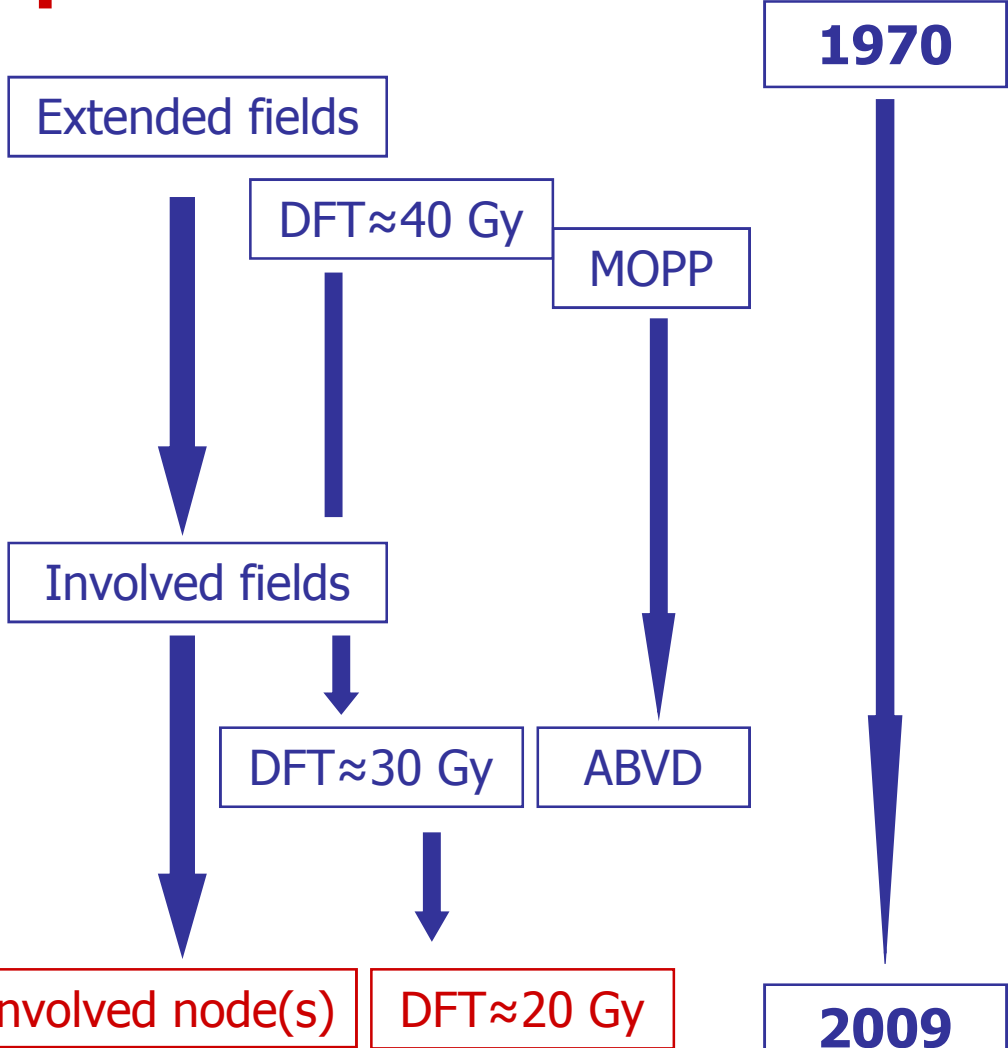 1970
Extended fields
DFT≈40 Gy
MOPP
Involved fields
DFT≈30 Gy
ABVD
nvolved node(s)
DFT≈20 Gy
2009